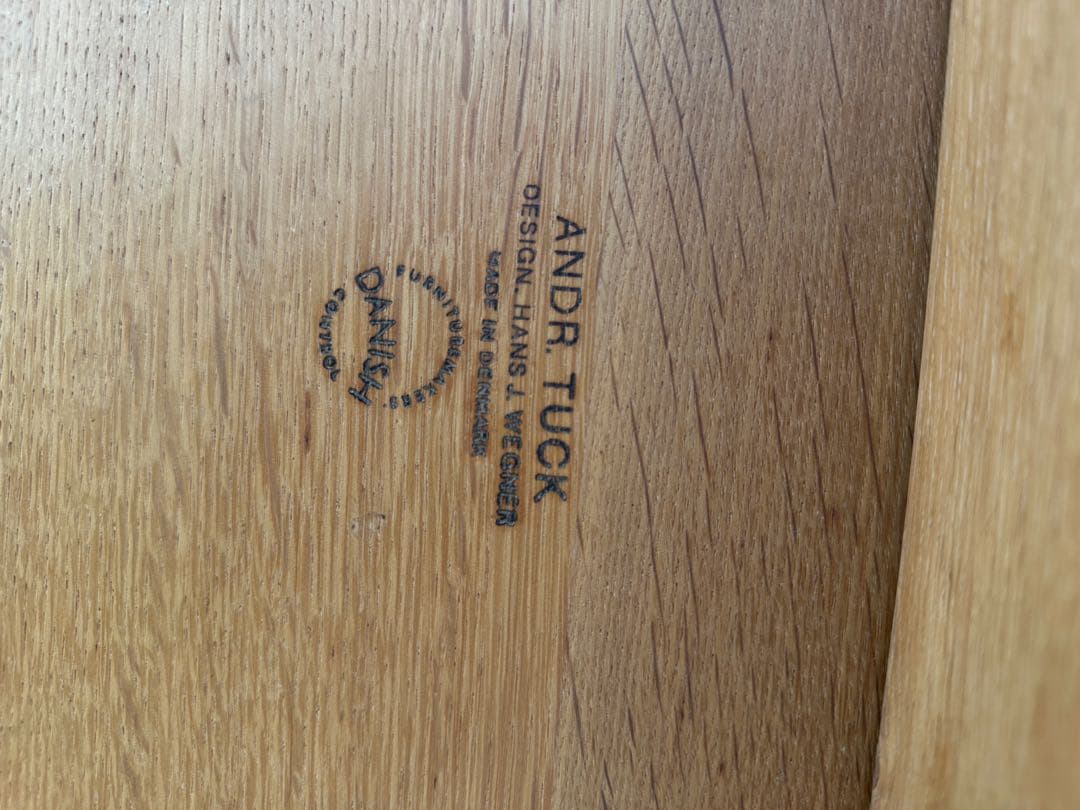 ANDR. TUCK
DESIGN. HANS J. WEGNER
MADE IN DENMARK
FURNITUREMAKERS'
DANISH
CONTROL